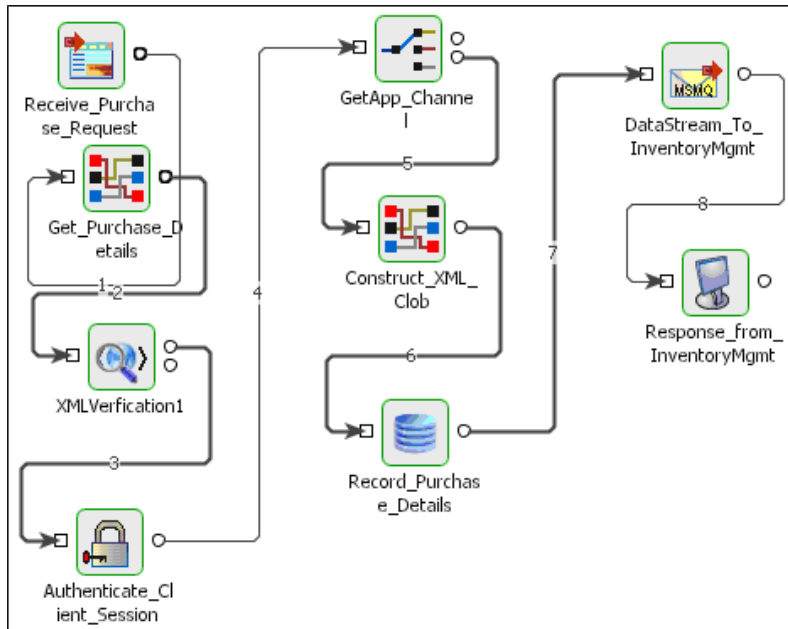 Receive_Purcha
se_Request
Get_Purchase_D
etails
1
2
XMLVerfication1
3
Authenticate_Cl
ient_Session
4
GetApp_Channe
l
5
Construct_XML_
Clob
6
Record_Purchas
e_Details
7
MSMQ
DataStream_To_
InventoryMgmt
8
Response_from_
InventoryMgmt